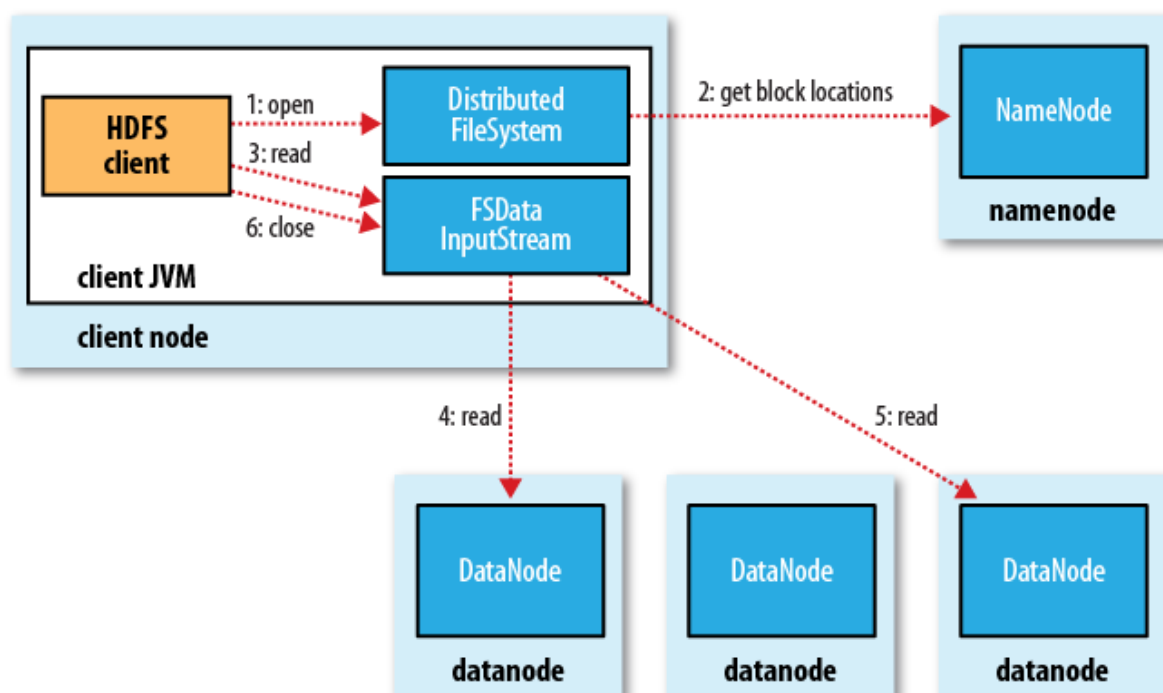 HDFS
client
1: open
3: read
6: close
Distributed
FileSystem
FSData
InputStream
client JVM
client node
2: get block locations
NameNode
namenode
4: read
5: read
DataNode
datanode
DataNode
datanode
DataNode
datanode